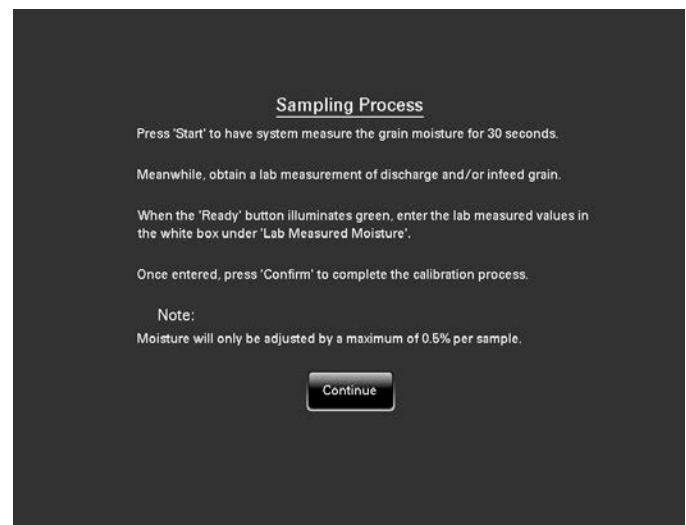 Sampling Process
Press 'Start' to have system measure the grain moisture for 30 seconds.
Meanwhile, obtain a lab measurement of discharge and/or infeed grain.
When the 'Ready' button illuminates green, enter the lab measured values in
the white box under 'Lab Measured Moisture'.
Once entered, press 'Confirm' to complete the calibration process.
Note:
Moisture will only be adjusted by a maximum of 0.5% per sample.
Continue